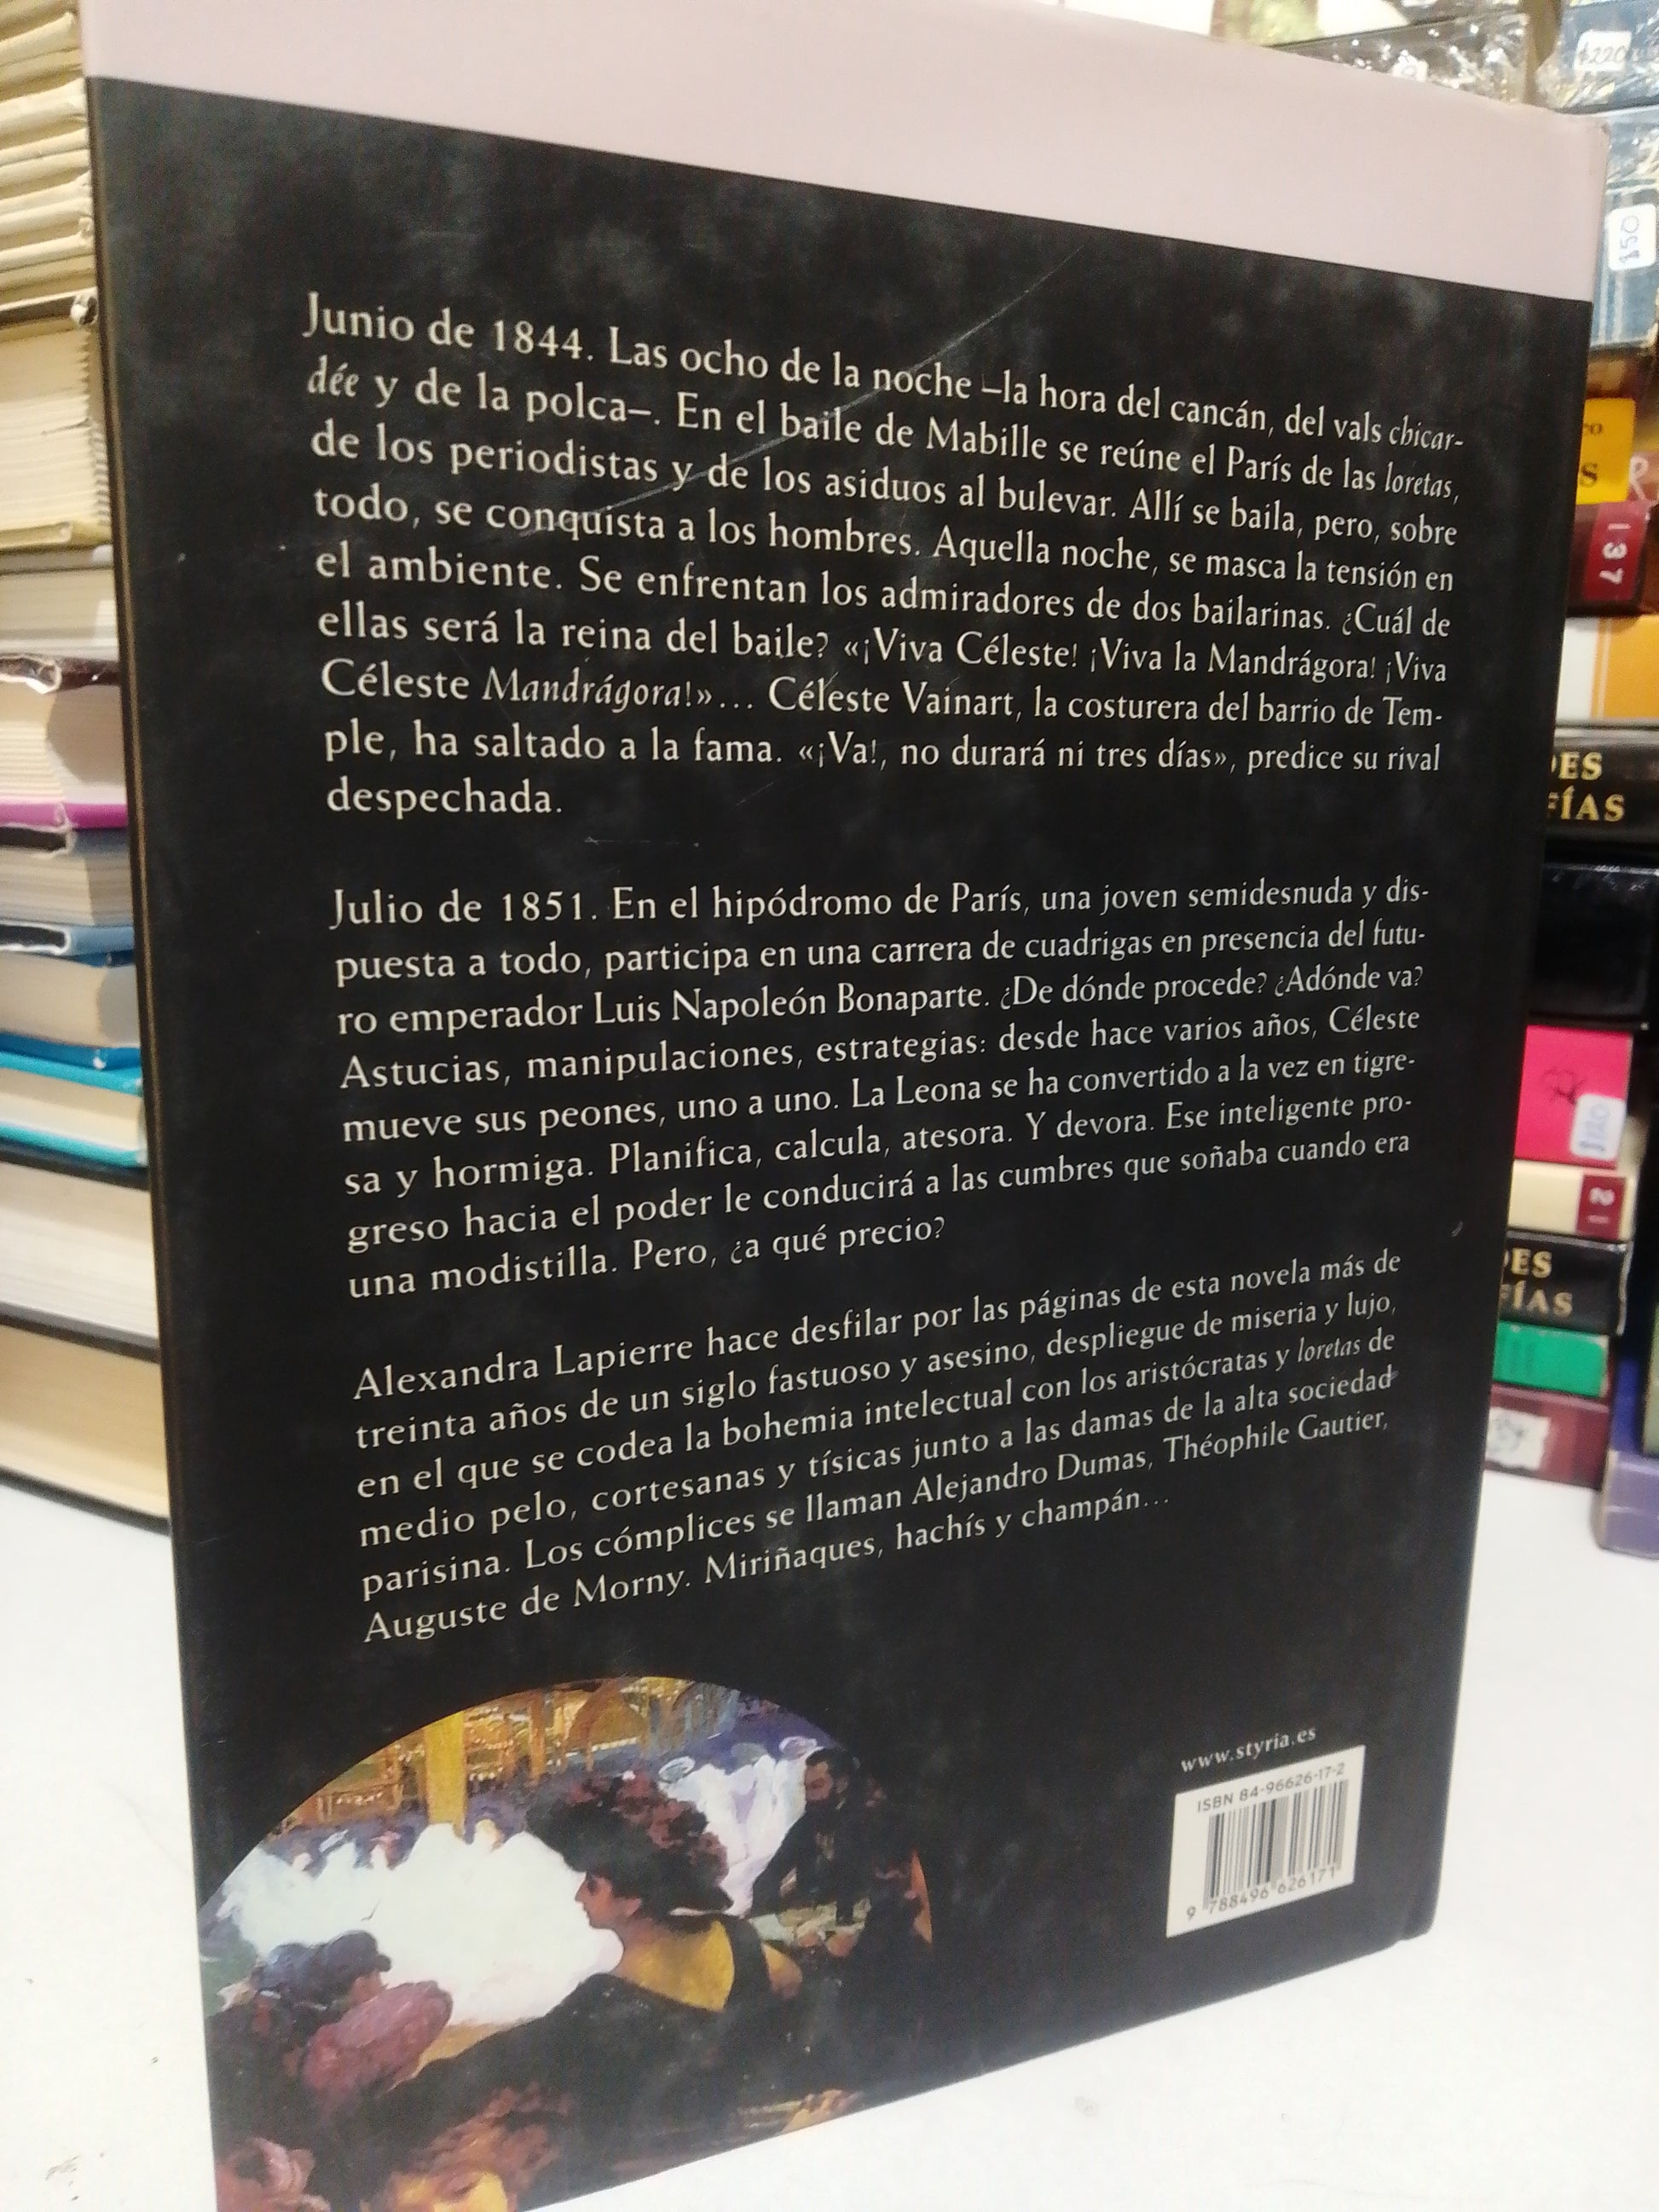 Junio de 1844. Las ocho de la noche –la hora del cancán, del vals chicar-
dée y de la polca–. En el baile de Mabille se reúne el París de las loretas,
de los periodistas y de los asiduos al bulevar. Allí se baila, pero, sobre
todo, se conquista a los hombres. Aquella noche, se masca la tensión en
el ambiente. Se enfrentan los admiradores de dos bailarinas. ¿Cuál de
ellas será la reina del baile? «¡Viva Céleste! ¡Viva la Mandrágora! ¡Viva
Céleste Mandrágora!»... Céleste Vainart, la costurera del barrio de Tem-
ple, ha saltado a la fama. «¡Va!, no durará ni tres días», predice su rival
despechada.
Julio de 1851. En el hipódromo de París, una joven semidesnuda y dis-
puesta a todo, participa en una carrera de cuadrigas en presencia del futu-
ro emperador Luis Napoleón Bonaparte. ¿De dónde procede? ¿Adónde va?
Astucias, manipulaciones, estrategias: desde hace varios años, Céleste
mueve sus peones, uno a uno. La Leona se ha convertido a la vez en tigre-
sa y hormiga. Planifica, calcula, atesora. Y devora. Ese inteligente pro-
greso hacia el poder le conducirá a las cumbres que soñaba cuando era
una modistilla. Pero, ¿a qué precio?
Alexandra Lapierre hace desfilar por las páginas de esta novela más de
treinta años de un siglo fastuoso y asesino, despliegue de miseria y lujo,
en el que se codea la bohemia intelectual con los aristócratas y loretas de
medio pelo, cortesanas y tísicas junto a las damas de la alta sociedad
parisina. Los cómplices se llaman Alejandro Dumas, Théophile Gautier,
Auguste de Morny. Miriñaques, hachís y champán...
www.styria.es
ISBN 84-96626-17-2
9 788496 626171
$220
$50
137
DES
FÍAS
$120
12
DES
FÍAS